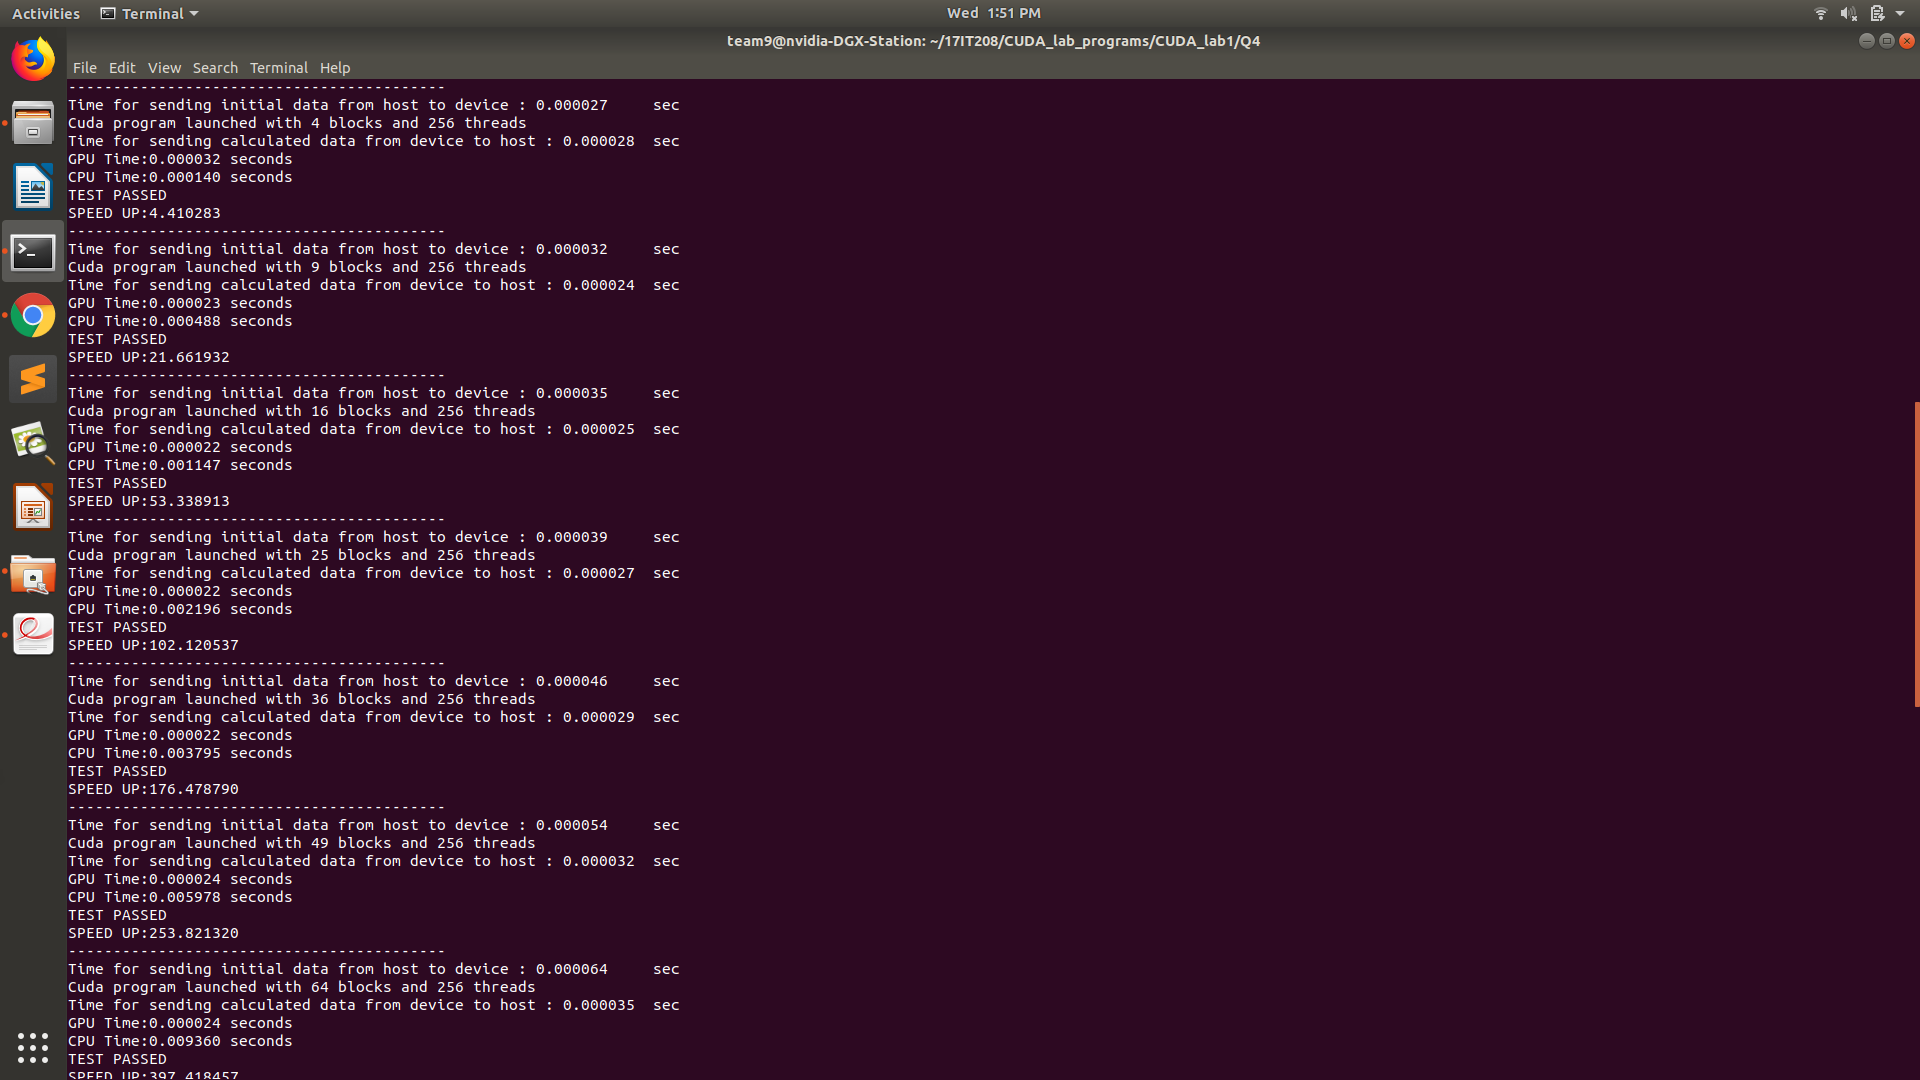 Activities Terminal Wed 1:51 PM
team9@nvidia-DGX-Station: ~/17IT208/CUDA_lab_programs/CUDA_lab1/Q4
File Edit View Search Terminal Help
------------------------------------------
Time for sending initial data from host to device : 0.000027 sec
Cuda program launched with 4 blocks and 256 threads
Time for sending calculated data from device to host : 0.000028 sec
GPU Time:0.000032 seconds
CPU Time:0.000140 seconds
TEST PASSED
SPEED UP:4.410283
------------------------------------------
Time for sending initial data from host to device : 0.000032 sec
Cuda program launched with 9 blocks and 256 threads
Time for sending calculated data from device to host : 0.000024 sec
GPU Time:0.000023 seconds
CPU Time:0.000488 seconds
TEST PASSED
SPEED UP:21.661932
------------------------------------------
Time for sending initial data from host to device : 0.000035 sec
Cuda program launched with 16 blocks and 256 threads
Time for sending calculated data from device to host : 0.000025 sec
GPU Time:0.000022 seconds
CPU Time:0.001147 seconds
TEST PASSED
SPEED UP:53.338913
------------------------------------------
Time for sending initial data from host to device : 0.000039 sec
Cuda program launched with 25 blocks and 256 threads
Time for sending calculated data from device to host : 0.000027 sec
GPU Time:0.000022 seconds
CPU Time:0.002196 seconds
TEST PASSED
SPEED UP:102.120537
------------------------------------------
Time for sending initial data from host to device : 0.000046 sec
Cuda program launched with 36 blocks and 256 threads
Time for sending calculated data from device to host : 0.000029 sec
GPU Time:0.000022 seconds
CPU Time:0.003795 seconds
TEST PASSED
SPEED UP:176.478790
------------------------------------------
Time for sending initial data from host to device : 0.000054 sec
Cuda program launched with 49 blocks and 256 threads
Time for sending calculated data from device to host : 0.000032 sec
GPU Time:0.000024 seconds
CPU Time:0.005978 seconds
TEST PASSED
SPEED UP:253.821320
------------------------------------------
Time for sending initial data from host to device : 0.000064 sec
Cuda program launched with 64 blocks and 256 threads
Time for sending calculated data from device to host : 0.000035 sec
GPU Time:0.000024 seconds
CPU Time:0.009360 seconds
TEST PASSED
SPEED UP:397.418457